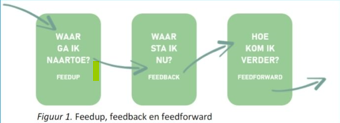 WAAR
GA IK
NAARTOE?
FEEDUP
WAAR
STA IK
NU?
FEEDBACK
HOE
KOM IK
VERDER?
FEEDFORWARD
Figuur 1. Feedup, feedback en feedforward